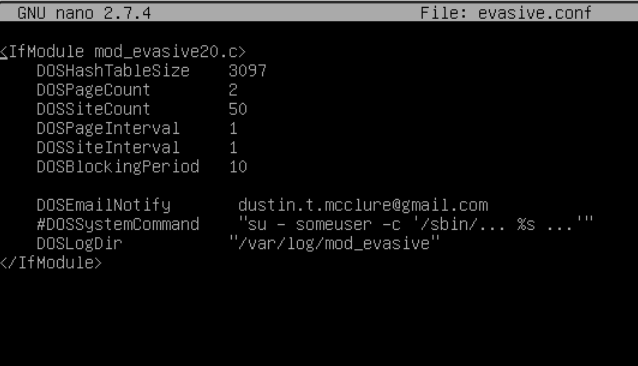 GNU nano 2.7.4 File: evasive.conf
<IfModule mod_evasive20.c>
DOSHashTableSize 3097
DOSPageCount 2
DOSSiteCount 50
DOSPageInterval 1
DOSSiteInterval 1
DOSBlockingPeriod 10
DOSEmailNotify dustin.t.mcclure@gmail.com
#DOSSystemCommand "su - someuser -c '/sbin/... %s ...'"
DOSLogDir "/var/log/mod_evasive"
</IfModule>